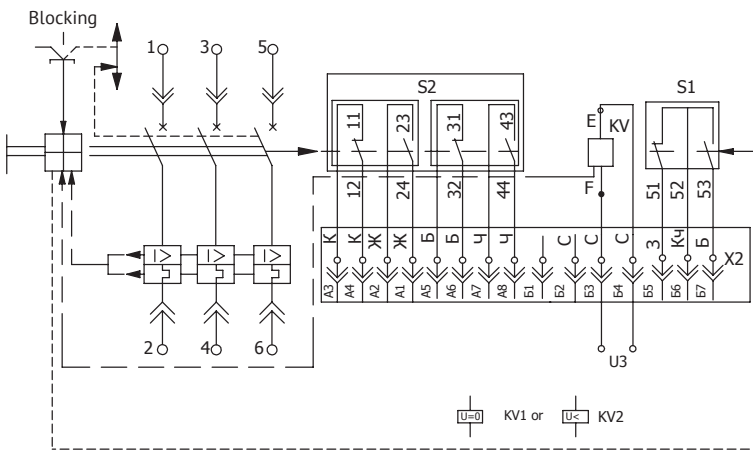 Blocking
1 3 5
S2
S1
11 23 31 43
E KV
F
12 24 32 44
51 52 53
К К Ж Ж Б Б Ч Ч С С С З Кч Б
X2
А3 А4 А2 А1 А5 А6 А7 А8 Б1 Б2 Б3 Б4 Б5 Б6 Б7
I> I> I>
2 4 6
U3
U=0 KV1 or U< KV2